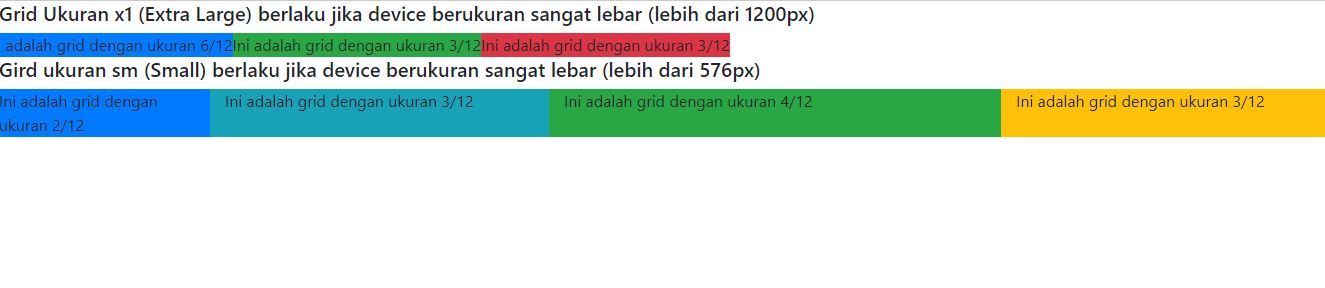 Grid Ukuran x1 (Extra Large) berlaku jika device berukuran sangat lebar (lebih dari 1200px)
adalah grid dengan ukuran 6/12 Ini adalah grid dengan ukuran 3/12 Ini adalah grid dengan ukuran 3/12
Gird ukuran sm (Small) berlaku jika device berukuran sangat lebar (lebih dari 576px)
Ini adalah grid dengan Ini adalah grid dengan ukuran 3/12 Ini adalah grid dengan ukuran 4/12 Ini adalah grid dengan ukuran 3/12
ukuran 2/12